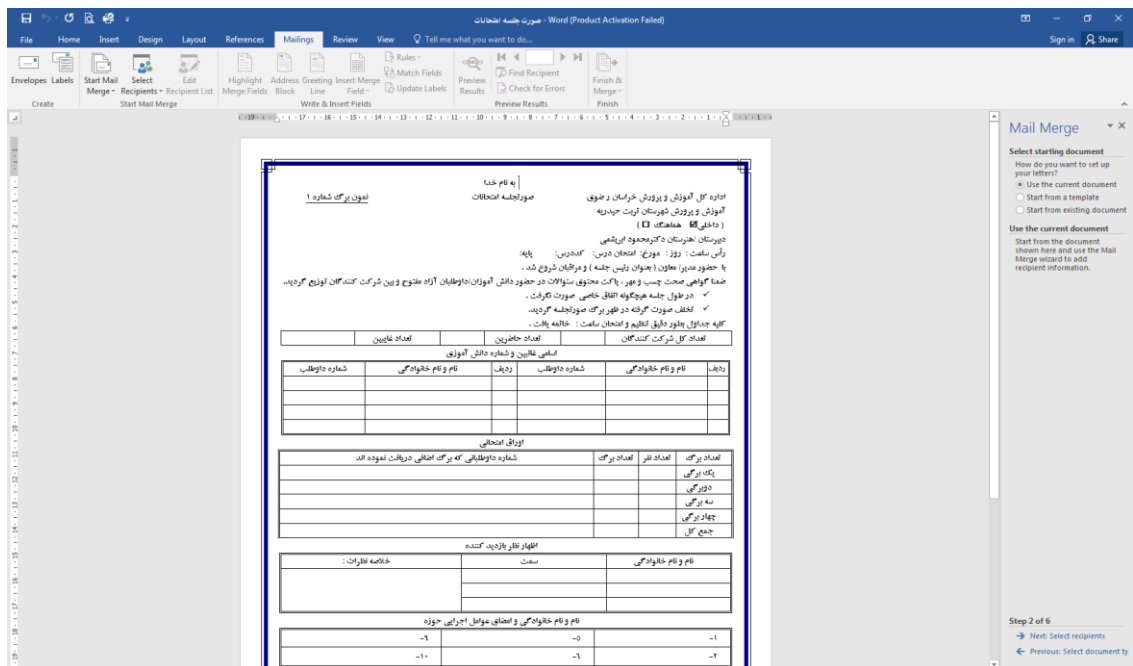 صورت جلسه امتحانات - Word (Product Activation Failed)
File Home Insert Design Layout References Mailings Review View Tell me what you want to do... Sign in Share
Envelopes Labels Start Mail Merge Select Recipients Edit Recipient List Highlight Merge Fields Address Block Greeting Line Insert Merge Field Rules Match Fields Update Labels Preview Results Find Recipient Check for Errors Finish & Merge
Create Start Mail Merge Write & Insert Fields Preview Results Finish
به نام خدا
اداره کل آموزش و پرورش خراسان رضوی صورتجلسه امتحانات نمون برگ شماره ۱
آموزش و پرورش شهرستان تربت حیدریه
( داخلی هماهنگ )
دبیرستان /هنرستان دکترمحمود ابریشمی
رأس ساعت : روز : مورخ: امتحان درس: کددرس: پایه:
با حضور مدیر/ معاون ( بعنوان رئیس جلسه ) و مراقبان شروع شد .
ضمنا گواهی صحت چسب و مهر ، پاکت محتوی سئوالات در حضور دانش آموزان/داوطلبان آزاد مفتوح و بین شرکت کنندگان توزیع گردید.
✓ در طول جلسه هیچگونه اتفاق خاصی صورت نگرفت .
✓ تخلف صورت گرفته در ظهر برگ صورتجلسه گردید.
کلیه جداول بطور دقیق تنظیم و امتحان ساعت : خاتمه یافت .
تعداد کل شرکت کنندگان تعداد حاضرین تعداد غایبین
اسامی غائبین و شماره دانش آموزی
ردیف نام و نام خانوادگی شماره داوطلب ردیف نام و نام خانوادگی شماره داوطلب
اوراق امتحانی
تعداد برگ تعداد نفر تعداد برگ شماره داوطلبانی که برگ اضافی دریافت نموده اند
یک برگی
دوبرگی
سه برگی
چهار برگی
جمع کل
اظهار نظر بازدید کننده
نام و نام خانوادگی سمت خلاصه نظرات :
نام و نام خانوادگی و امضای عوامل اجرایی حوزه
۱- ۵- ۹-
۲- ۶- ۱۰-
Mail Merge
Select starting document
How do you want to set up
your letters?
Use the current document
Start from a template
Start from existing document
Use the current document
Start from the document
shown here and use the Mail
Merge wizard to add
recipient information.
Step 2 of 6
Next: Select recipients
Previous: Select document ty